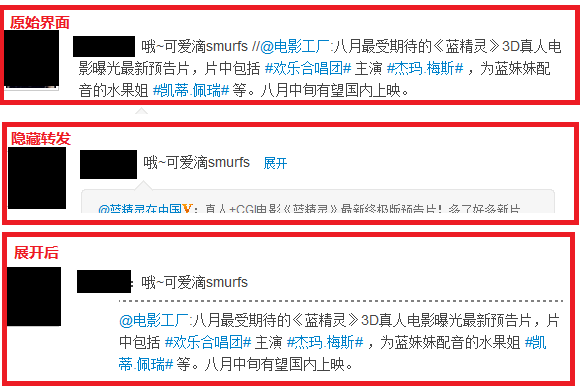 原始界面
哦~可爱滴smurfs //@电影工厂:八月最受期待的《蓝精灵》3D真人电
影曝光最新预告片，片中包括 #欢乐合唱团# 主演 #杰玛.梅斯# ，为蓝妹妹配
音的水果姐 #凯蒂.佩瑞# 等。八月中旬有望国内上映。
隐藏转发
哦~可爱滴smurfs 展开
@蓝精灵在中国V：真人+CGI电影《蓝精灵》最新终极版预告片！多了好多新片
展开后
：哦~可爱滴smurfs
@电影工厂:八月最受期待的《蓝精灵》3D真人电影曝光最新预告片，片
中包括 #欢乐合唱团# 主演 #杰玛.梅斯# ，为蓝妹妹配音的水果姐 #凯
蒂.佩瑞# 等。八月中旬有望国内上映。